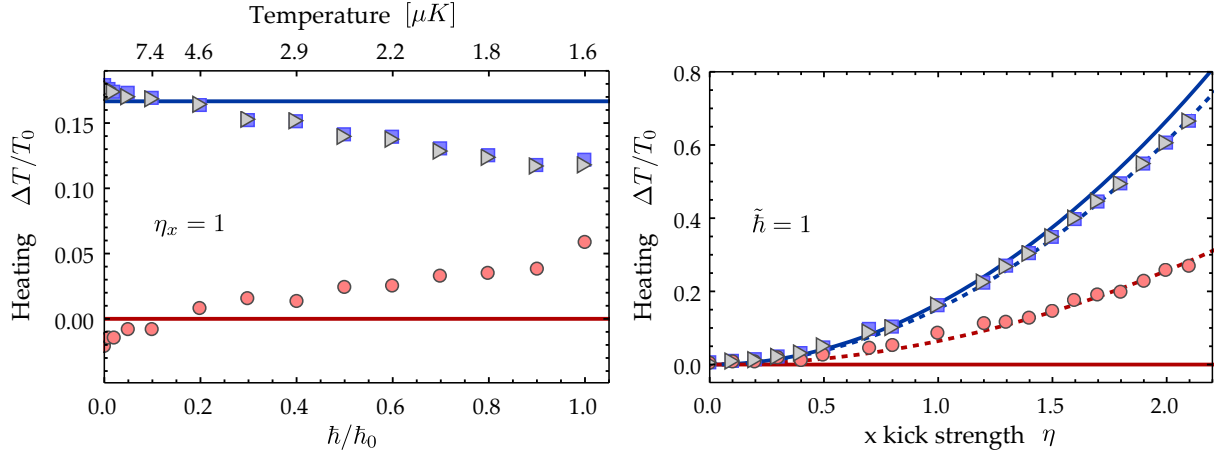 Temperature [μK]
7.4 4.6 2.9 2.2 1.8 1.6
Heating ΔT/T₀
0.15
0.10
0.05
0.00
ηₓ = 1
0.0 0.2 0.4 0.6 0.8 1.0
ħ/ħ₀
Heating ΔT/T₀
0.8
0.6
0.4
0.2
0.0
ħ̃ = 1
0.0 0.5 1.0 1.5 2.0
x kick strength η